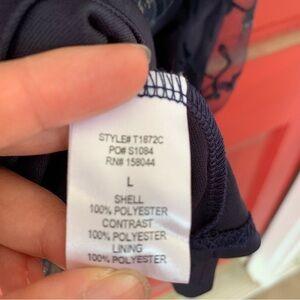 STYLE# T1872C
PO# S1084
RN# 158044
L
SHELL
100% POLYESTER
CONTRAST
100% POLYESTER
LINING
100% POLYESTER